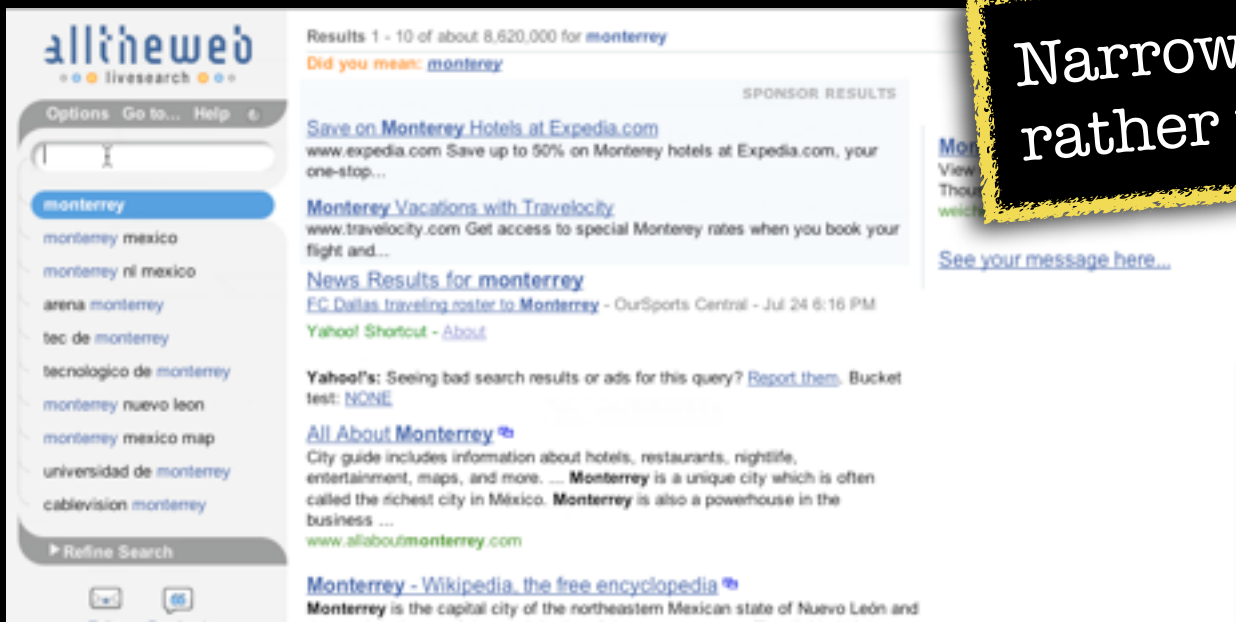 alltheweb
livesearch
Options Go to... Help
monterrey
monterrey mexico
monterrey nl mexico
arena monterrey
tec de monterrey
tecnologico de monterrey
monterrey nuevo leon
monterrey mexico map
universidad de monterrey
cablevision monterrey
Refine Search
Results 1 - 10 of about 8,620,000 for monterrey
Did you mean: monterey
SPONSOR RESULTS
Save on Monterey Hotels at Expedia.com
www.expedia.com Save up to 50% on Monterey hotels at Expedia.com, your
one-stop...
Monterey Vacations with Travelocity
www.travelocity.com Get access to special Monterey rates when you book your
flight and...
News Results for monterrey
FC Dallas traveling roster to Monterrey - OurSports Central - Jul 24 6:16 PM
Yahoo! Shortcut - About
Yahoo!'s: Seeing bad search results or ads for this query? Report them. Bucket
test: NONE
All About Monterrey
City guide includes information about hotels, restaurants, nightlife,
entertainment, maps, and more. ... Monterrey is a unique city which is often
called the richest city in México. Monterrey is also a powerhouse in the
business ...
www.allaboutmonterrey.com
Monterrey - Wikipedia, the free encyclopedia
Monterrey is the capital city of the northeastern Mexican state of Nuevo León and
View
See your message here...
Narrow
rather